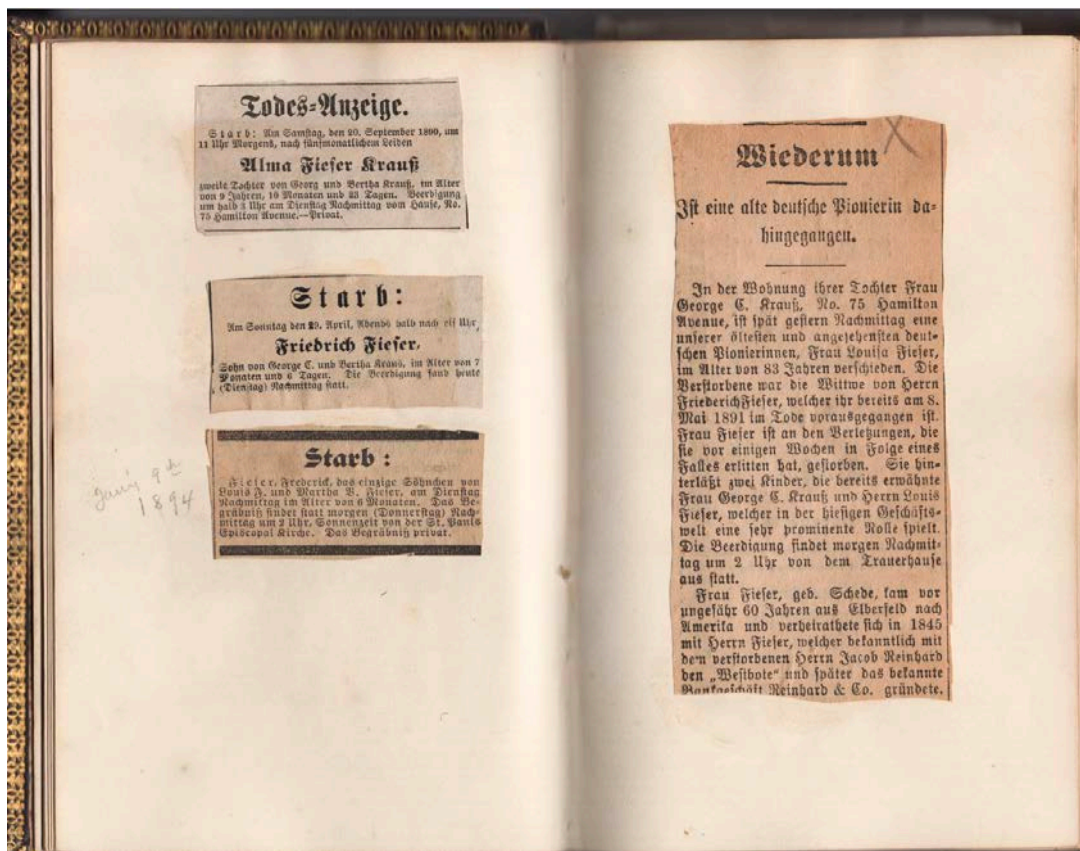 Todes-Anzeige.
Starb: Am Samstag, den 20. September 1890, um
11 Uhr Morgens, nach fünfmonatlichem Leiden
Alma Fieser Krauß
zweite Tochter von Georg und Bertha Krauß, im Alter
von 9 Jahren, 10 Monaten und 23 Tagen. Beerdigung
um halb 3 Uhr am Dienstag Nachmittag vom Hause, No.
75 Hamilton Avenue.—Privat.
Starb:
Am Sonntag den 29. April, Abends halb nach elf Uhr,
Friedrich Fieser,
Sohn von George C. und Bertha Kraus, im Alter von 7
Monaten und 6 Tagen. Die Beerdigung fand heute
(Dienstag) Nachmittag statt.
Jan'y 9th
1894
Starb:
Fieser, Frederick, das einzige Söhnchen von
Louis F. und Martha V. Fieser, am Dienstag
Nachmittag im Alter von 6 Monaten. Das Be-
gräbniß findet statt morgen (Donnerstag) Nach-
mittag um 2 Uhr, Sonnenzeit von der St. Pauls
Episcopal Kirche. Das Begräbniß privat.
X
Wiederum
Ist eine alte deutsche Pionierin da-
hingegangen.
In der Wohnung ihrer Tochter Frau
George C. Krauß, No. 75 Hamilton
Avenue, ist spät gestern Nachmittag eine
unserer ältesten und angesehensten deut-
schen Pionierinnen, Frau Louisa Fieser,
im Alter von 83 Jahren verschieden. Die
Verstorbene war die Wittwe von Herrn
Friederich Fieser, welcher ihr bereits am 8.
Mai 1891 im Tode vorausgegangen ist.
Frau Fieser ist an den Verletzungen, die
sie vor einigen Wochen in Folge eines
Falles erlitten hat, gestorben. Sie hin-
terläßt zwei Kinder, die bereits erwähnte
Frau George C. Krauß und Herrn Louis
Fieser, welcher in der hiesigen Geschäfts-
welt eine sehr prominente Rolle spielt.
Die Beerdigung findet morgen Nachmit-
tag um 2 Uhr von dem Trauerhause
aus statt.
Frau Fieser, geb. Schede, kam vor
ungefähr 60 Jahren aus Elberfeld nach
Amerika und verheirathete sich in 1845
mit Herrn Fieser, welcher bekanntlich mit
dem verstorbenen Herrn Jacob Reinhard
den „Westbote“ und später das bekannte
Bankgeschäft Reinhard & Co. gründete.